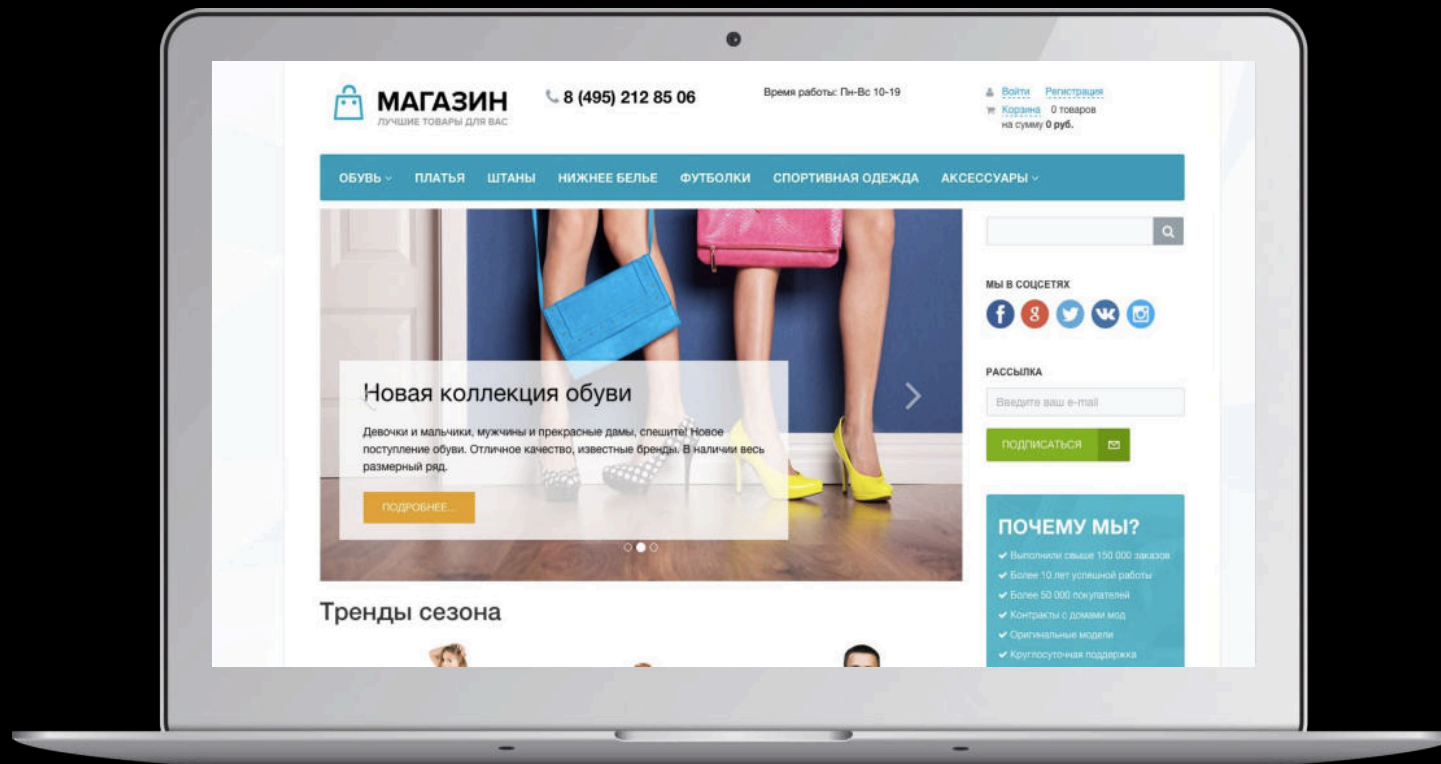 МАГАЗИН
ЛУЧШИЕ ТОВАРЫ ДЛЯ ВАС
8 (495) 212 85 06
Время работы: Пн-Вс 10-19
Войти Регистрация
Корзина 0 товаров
на сумму 0 руб.
ОБУВЬ ПЛАТЬЯ ШТАНЫ НИЖНЕЕ БЕЛЬЕ ФУТБОЛКИ СПОРТИВНАЯ ОДЕЖДА АКСЕССУАРЫ
Новая коллекция обуви
Девочки и мальчики, мужчины и прекрасные дамы, спешите! Новое
поступление обуви. Отличное качество, известные бренды. В наличии весь
размерный ряд.
ПОДРОБНЕЕ...
МЫ В СОЦСЕТЯХ
РАССЫЛКА
Введите ваш e-mail
ПОДПИСАТЬСЯ
ПОЧЕМУ МЫ?
Выполнили свыше 150 000 заказов
Более 10 лет успешной работы
Более 50 000 покупателей
Контракты с домами мод
Оригинальные модели
Круглосуточная поддержка
Тренды сезона